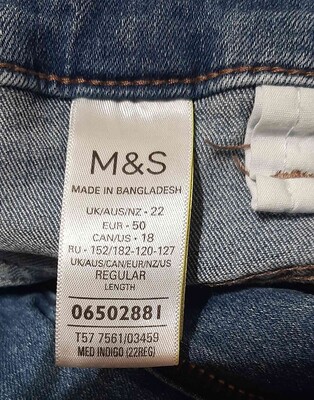 M&S
MADE IN BANGLADESH
UK/AUS/NZ - 22
EUR - 50
CAN/US - 18
RU - 152/182-120-127
UK/AUS/CAN/EUR/NZ/US
REGULAR
LENGTH
06502881
T57 7561/03459
MED INDIGO (22REG)